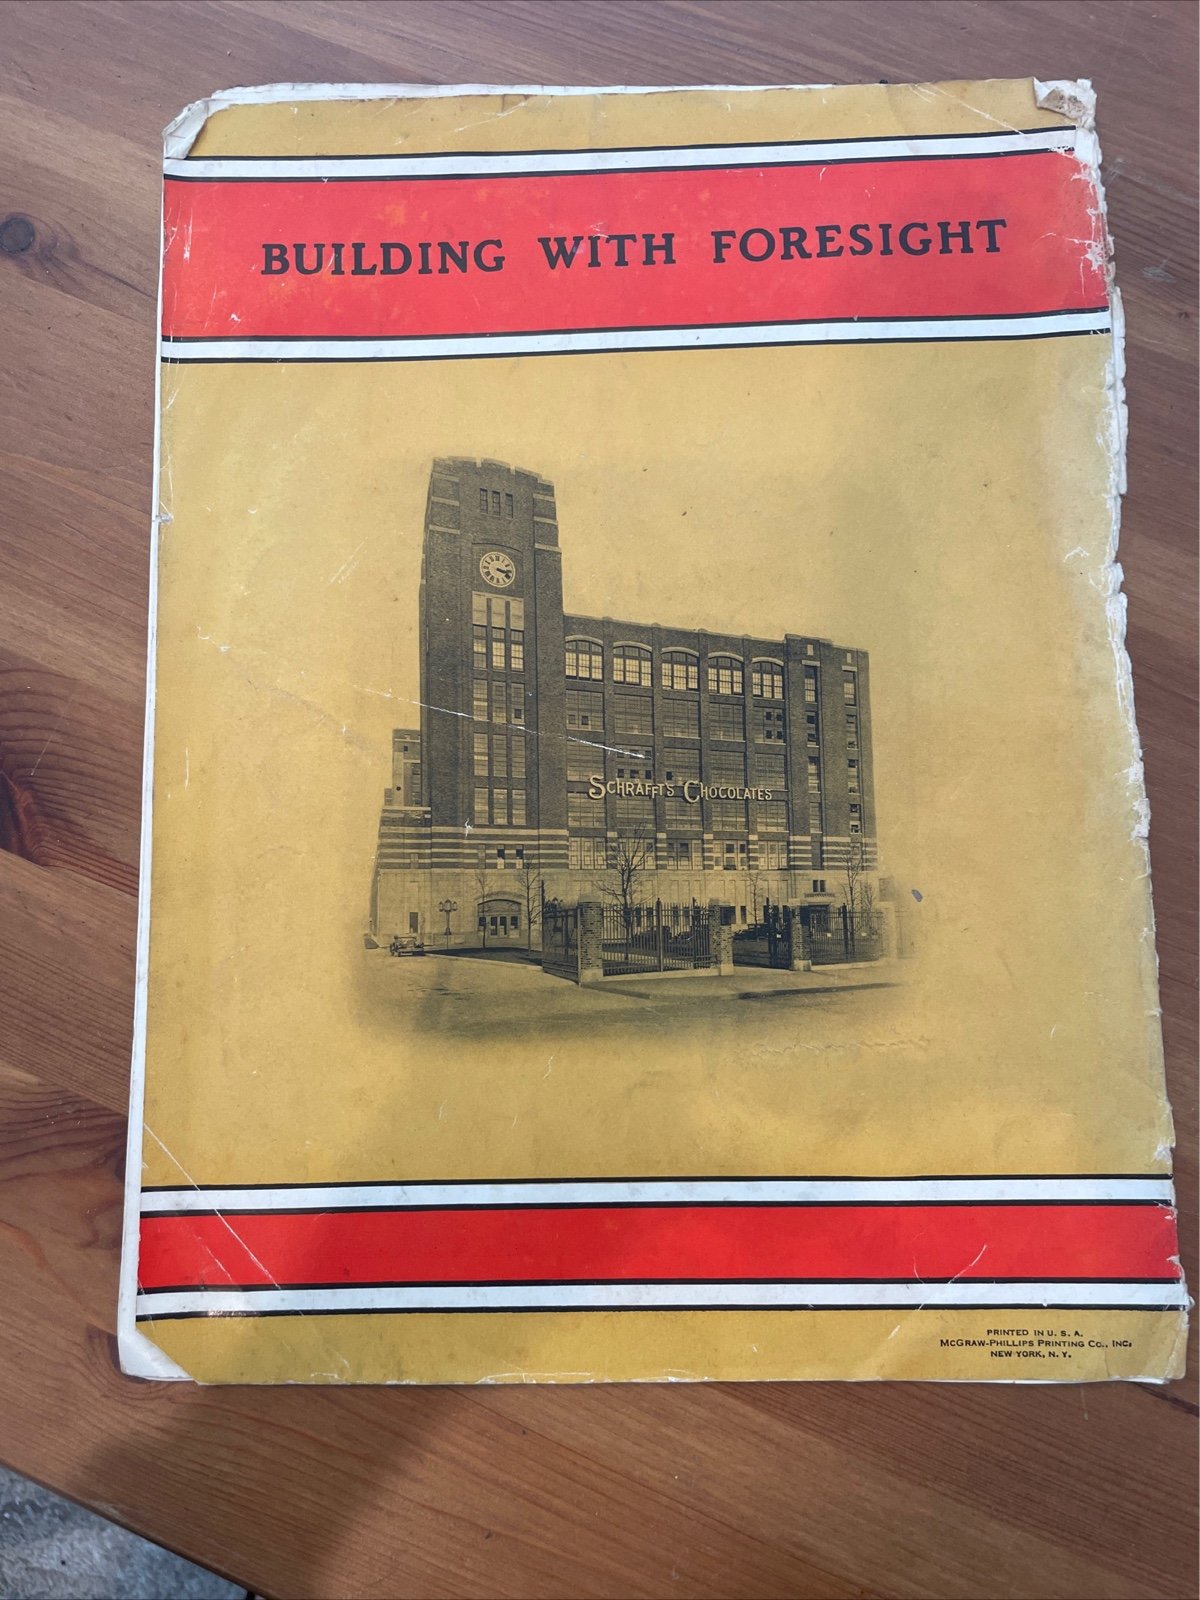 BUILDING WITH FORESIGHT
SCHRAFFT'S CHOCOLATES
PRINTED IN U. S. A.
MCGRAW-PHILLIPS PRINTING CO., INC.
NEW YORK, N. Y.